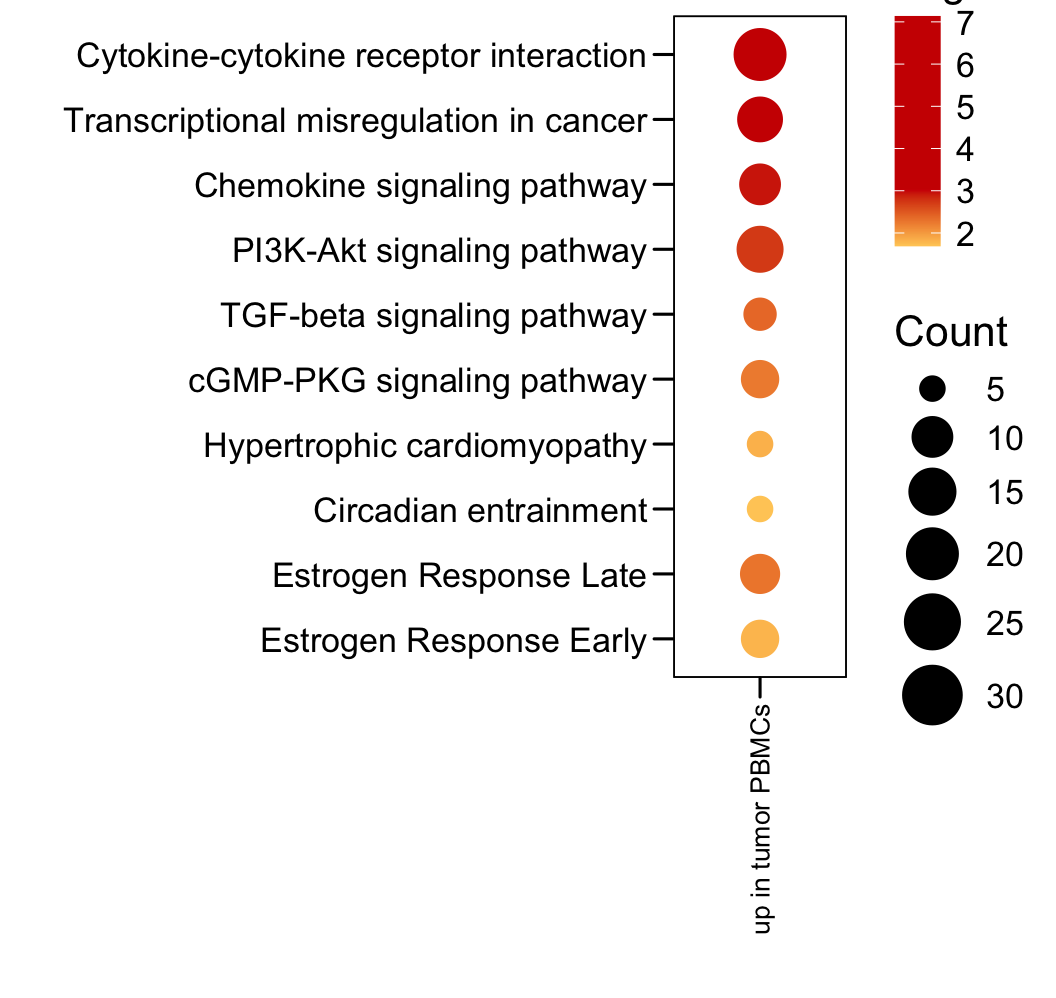 Cytokine-cytokine receptor interaction
Transcriptional misregulation in cancer
Chemokine signaling pathway
PI3K-Akt signaling pathway
TGF-beta signaling pathway
cGMP-PKG signaling pathway
Hypertrophic cardiomyopathy
Circadian entrainment
Estrogen Response Late
Estrogen Response Early
up in tumor PBMCs
7
6
5
4
3
2
Count
5
10
15
20
25
30